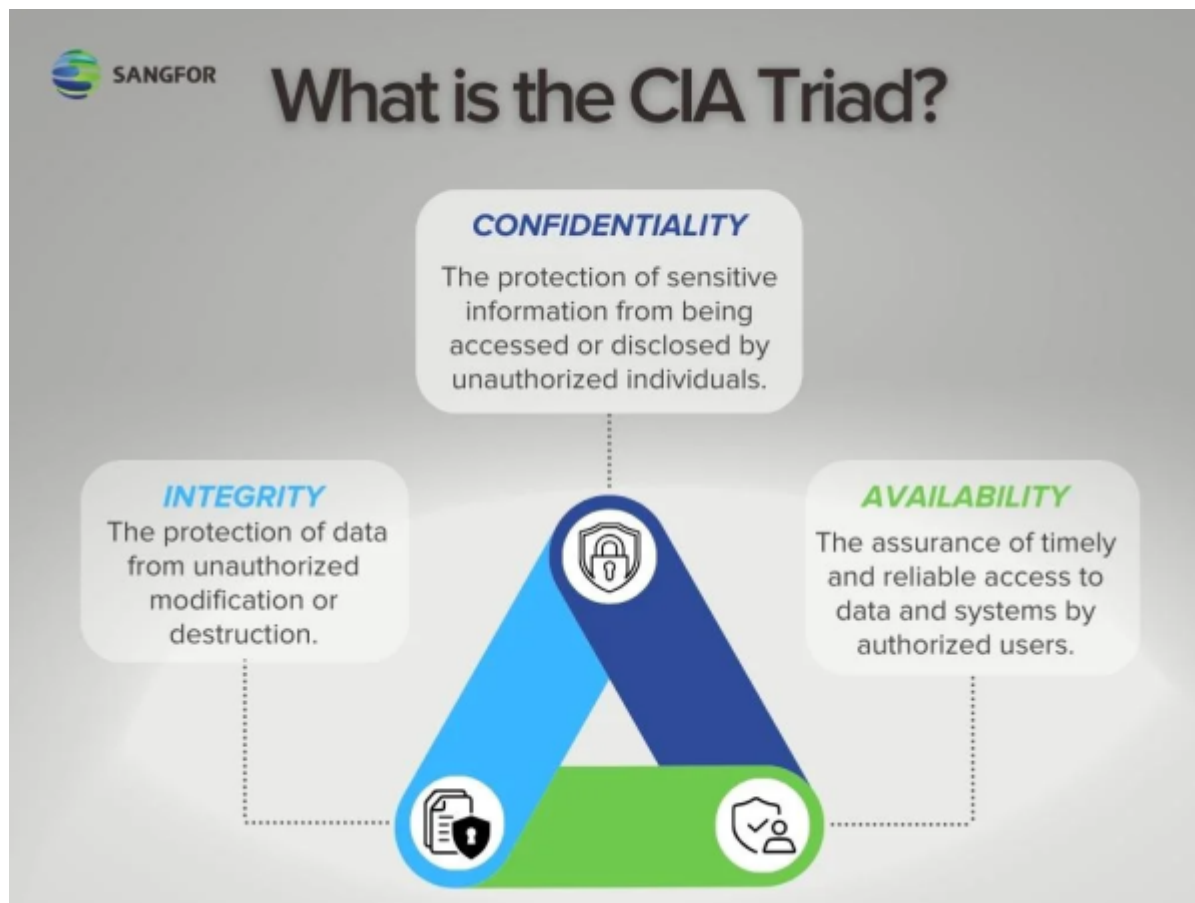 SANGFOR
What is the CIA Triad?
CONFIDENTIALITY
The protection of sensitive
information from being
accessed or disclosed by
unauthorized individuals.
INTEGRITY
The protection of data
from unauthorized
modification or
destruction.
AVAILABILITY
The assurance of timely
and reliable access to
data and systems by
authorized users.